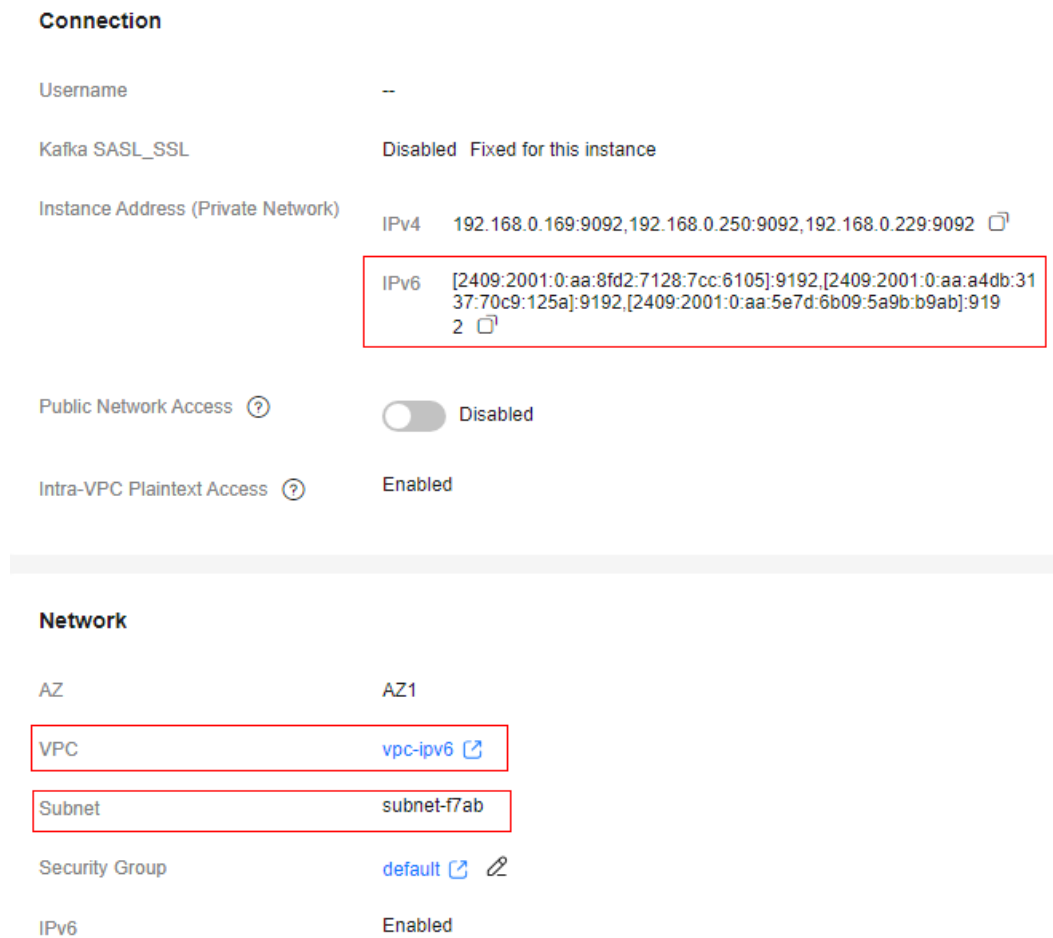 Connection
Username --
Kafka SASL_SSL Disabled Fixed for this instance
Instance Address (Private Network)
IPv4 192.168.0.169:9092,192.168.0.250:9092,192.168.0.229:9092
IPv6 [2409:2001:0:aa:8fd2:7128:7cc:6105]:9192,[2409:2001:0:aa:a4db:31
37:70c9:125a]:9192,[2409:2001:0:aa:5e7d:6b09:5a9b:b9ab]:919
2
Public Network Access ? Disabled
Intra-VPC Plaintext Access ? Enabled
Network
AZ AZ1
VPC vpc-ipv6
Subnet subnet-f7ab
Security Group default
IPv6 Enabled